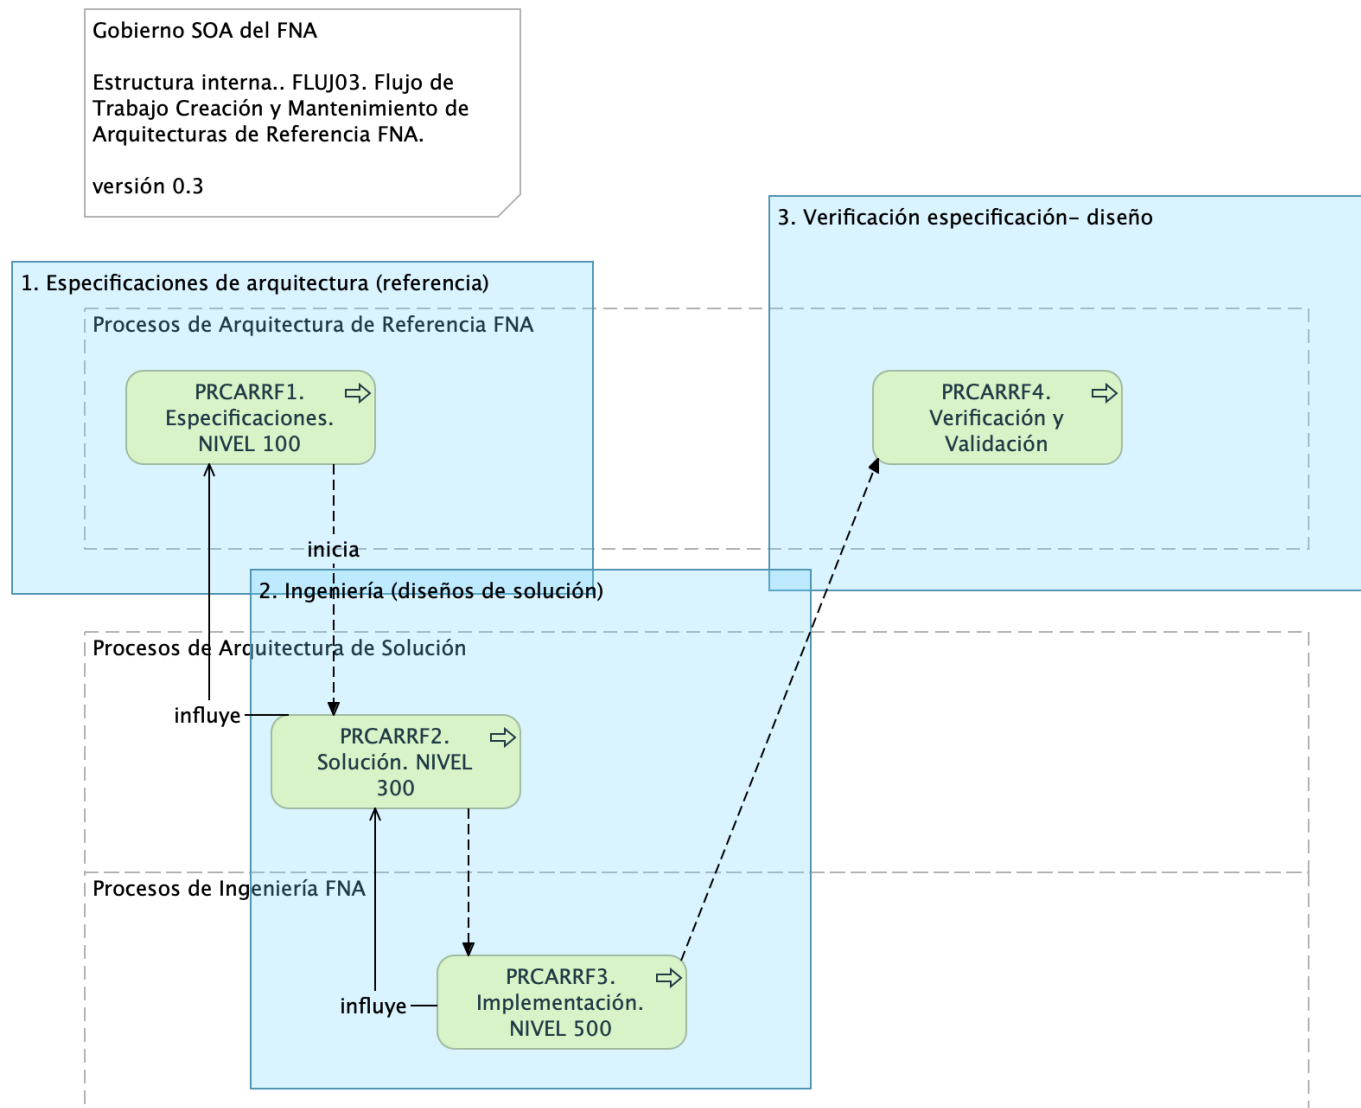 Gobierno SOA del FNA
Estructura interna.. FLUJ03. Flujo de
Trabajo Creación y Mantenimiento de
Arquitecturas de Referencia FNA.
versión 0.3
3. Verificación especificación– diseño
1. Especificaciones de arquitectura (referencia)
Procesos de Arquitectura de Referencia FNA
PRCARRF1.
Especificaciones.
NIVEL 100
PRCARRF4.
Verificación y
Validación
inicia
2. Ingeniería (diseños de solución)
Procesos de Arquitectura de Solución
influye
PRCARRF2.
Solución. NIVEL
300
Procesos de Ingeniería FNA
PRCARRF3.
Implementación.
NIVEL 500
influye